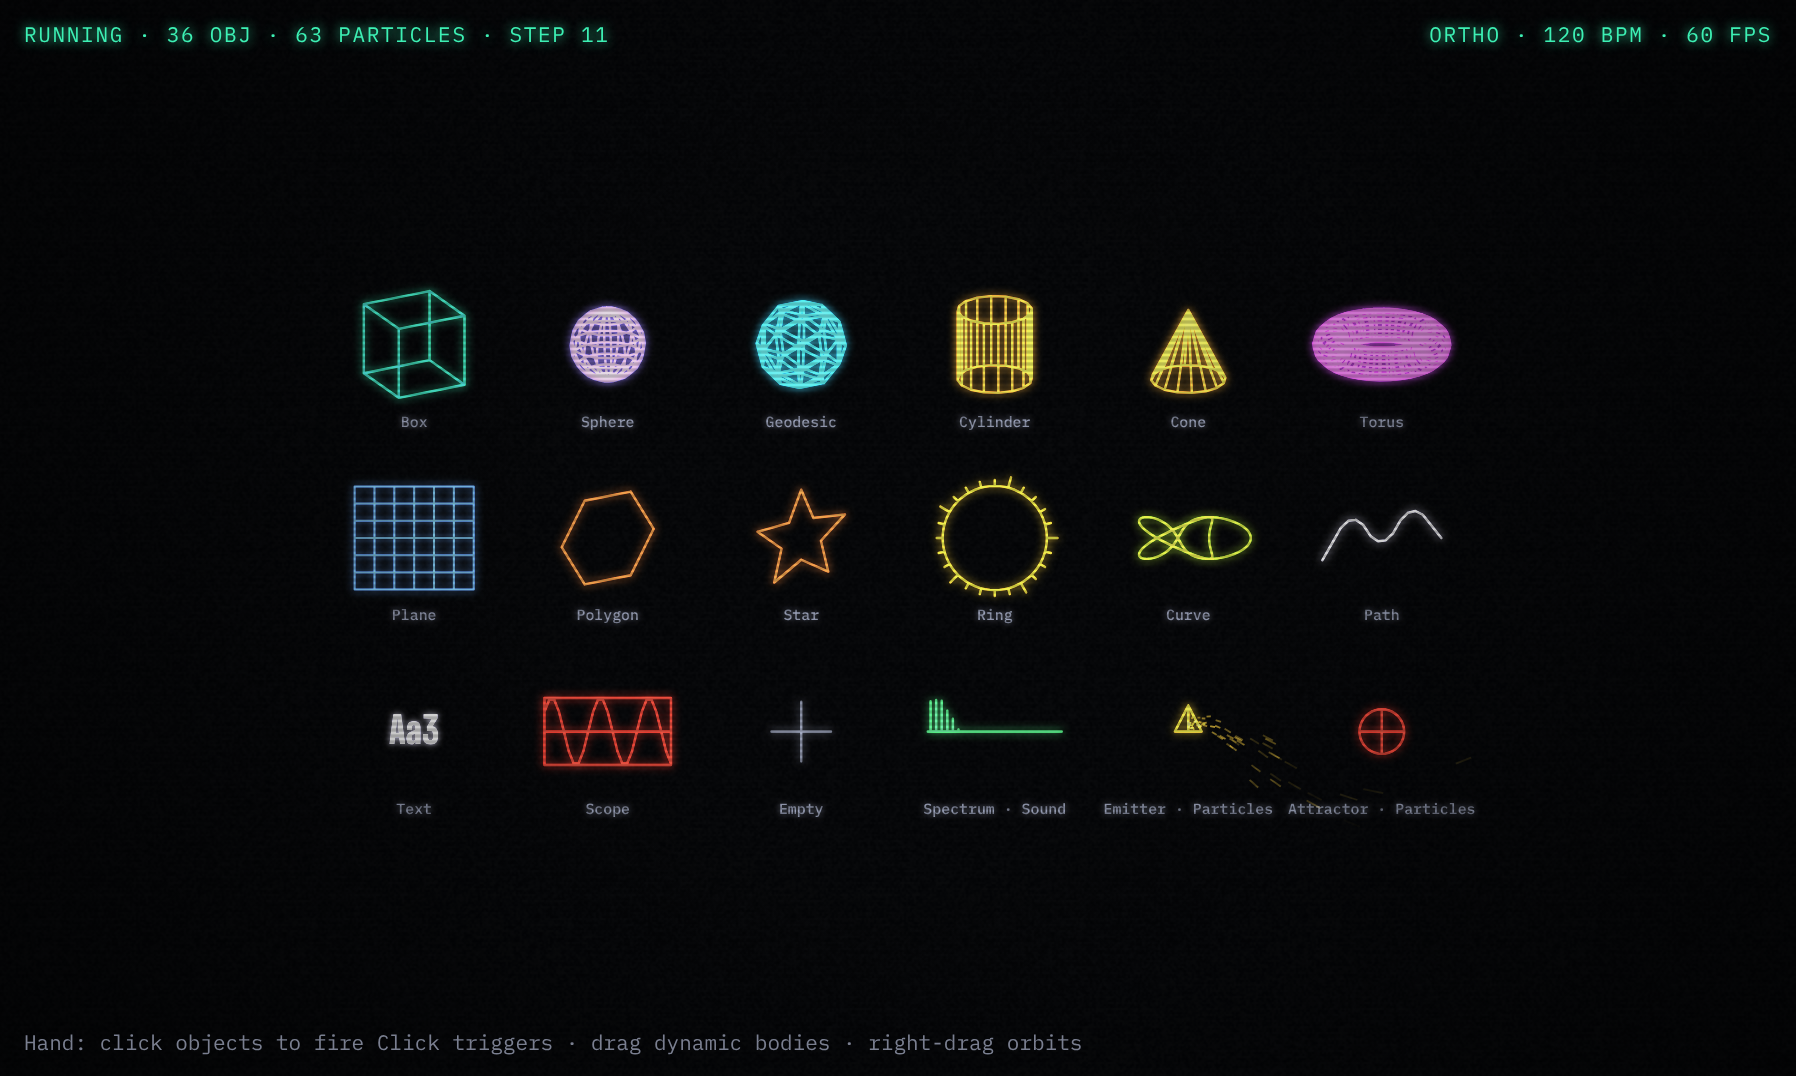 RUNNING · 36 OBJ · 63 PARTICLES · STEP 11
ORTHO · 120 BPM · 60 FPS
Box
Sphere
Geodesic
Cylinder
Cone
Torus
Plane
Polygon
Star
Ring
Curve
Path
Aa3
Text
Scope
Empty
Spectrum · Sound
Emitter · Particles
Attractor · Particles
Hand: click objects to fire Click triggers · drag dynamic bodies · right-drag orbits